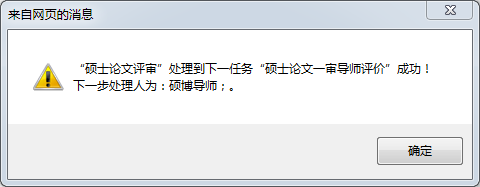 来自网页的消息
“硕士论文评审”处理到下一任务“硕士论文一审导师评价”成功！
下一步处理人为：硕博导师；。
确定